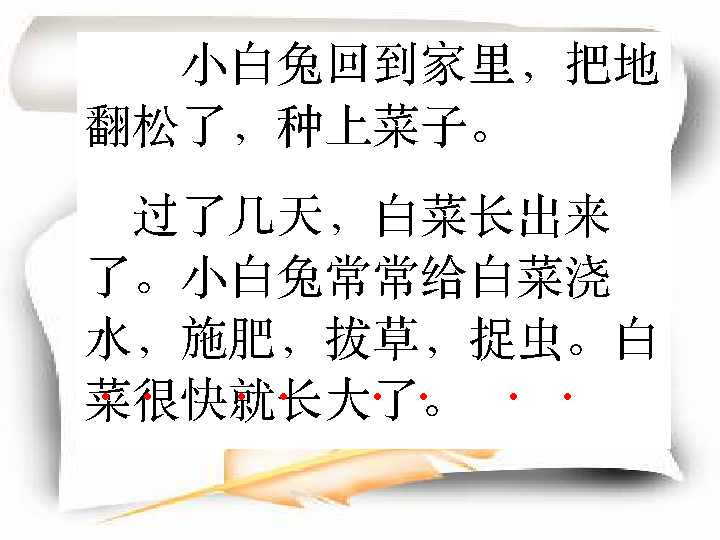 小白兔回到家里，把地
翻松了，种上菜子。
过了几天，白菜长出来
了。小白兔常常给白菜浇
水，施肥，拔草，捉虫。白
菜很快就长大了。